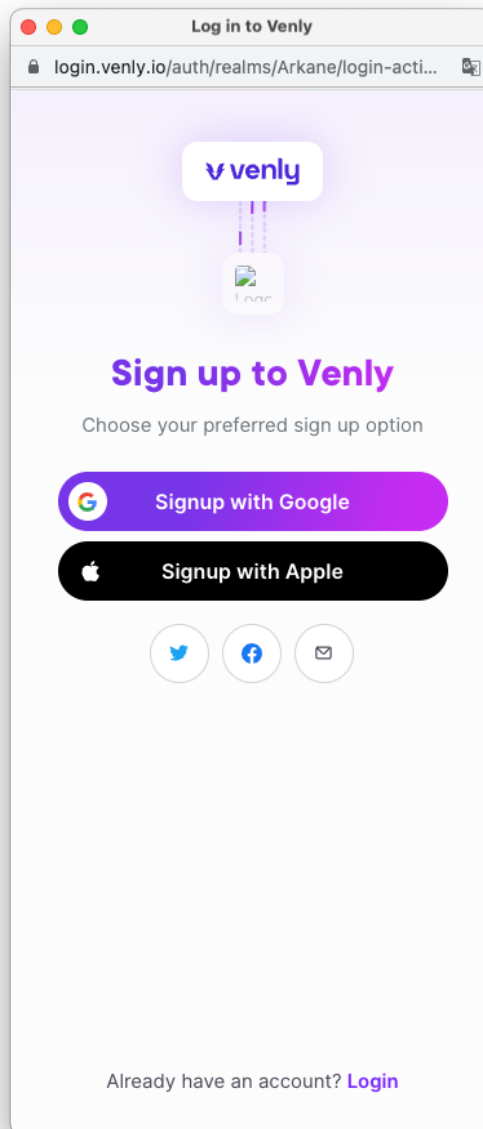 Log in to Venly
login.venly.io/auth/realms/Arkane/login-acti...
venly
Logo
Sign up to Venly
Choose your preferred sign up option
Signup with Google
Signup with Apple
Already have an account? Login